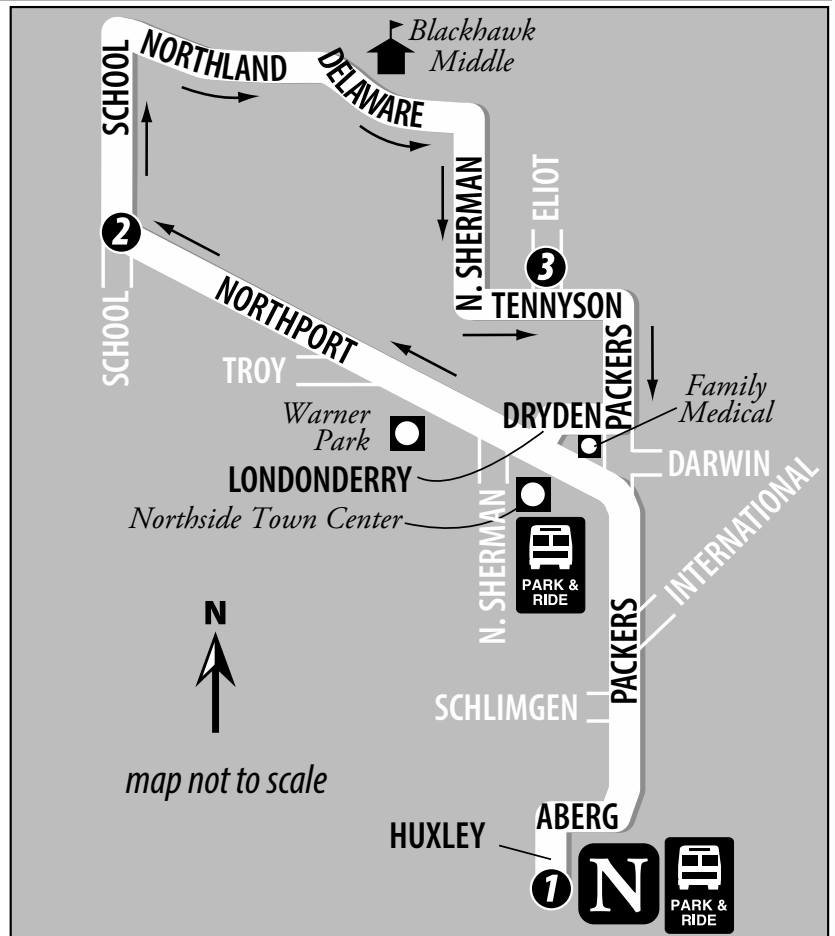 Blackhawk
Middle
SCHOOL
NORTHLAND
DELAWARE
N. SHERMAN
ELIOT
2
3
TENNYSON
SCHOOL
NORTHPORT
TROY
PACKERS
Family
Medical
DRYDEN
Warner
Park
LONDONDERRY
DARWIN
Northside Town Center
INTERNATIONAL
N. SHERMAN
PARK &
RIDE
N
PACKERS
SCHLIMGEN
map not to scale
ABERG
HUXLEY
1
N
PARK &
RIDE